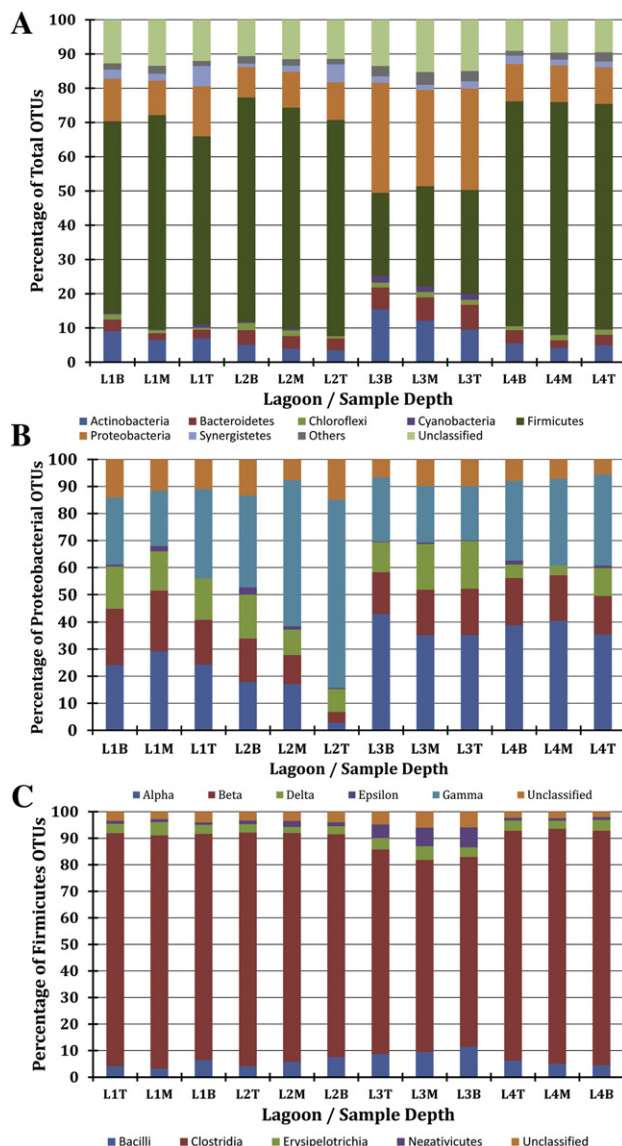 A
Percentage of Total OTUs
100
90
80
70
60
50
40
30
20
10
0
L1B L1M L1T L2B L2M L2T L3B L3M L3T L4B L4M L4T
Lagoon / Sample Depth
Actinobacteria Bacteroidetes Chloroflexi Cyanobacteria Firmicutes
Proteobacteria Synergistetes Others Unclassified
B
Percentage of Proteobacterial OTUs
100
90
80
70
60
50
40
30
20
10
0
L1B L1M L1T L2B L2M L2T L3B L3M L3T L4B L4M L4T
Lagoon / Sample Depth
Alpha Beta Delta Epsilon Gamma Unclassified
C
Percentage of Firmicutes OTUs
100
90
80
70
60
50
40
30
20
10
0
L1T L1M L1B L2T L2M L2B L3T L3M L3B L4T L4M L4B
Lagoon / Sample Depth
Bacilli Clostridia Erysipelotrichia Negativicutes Unclassified